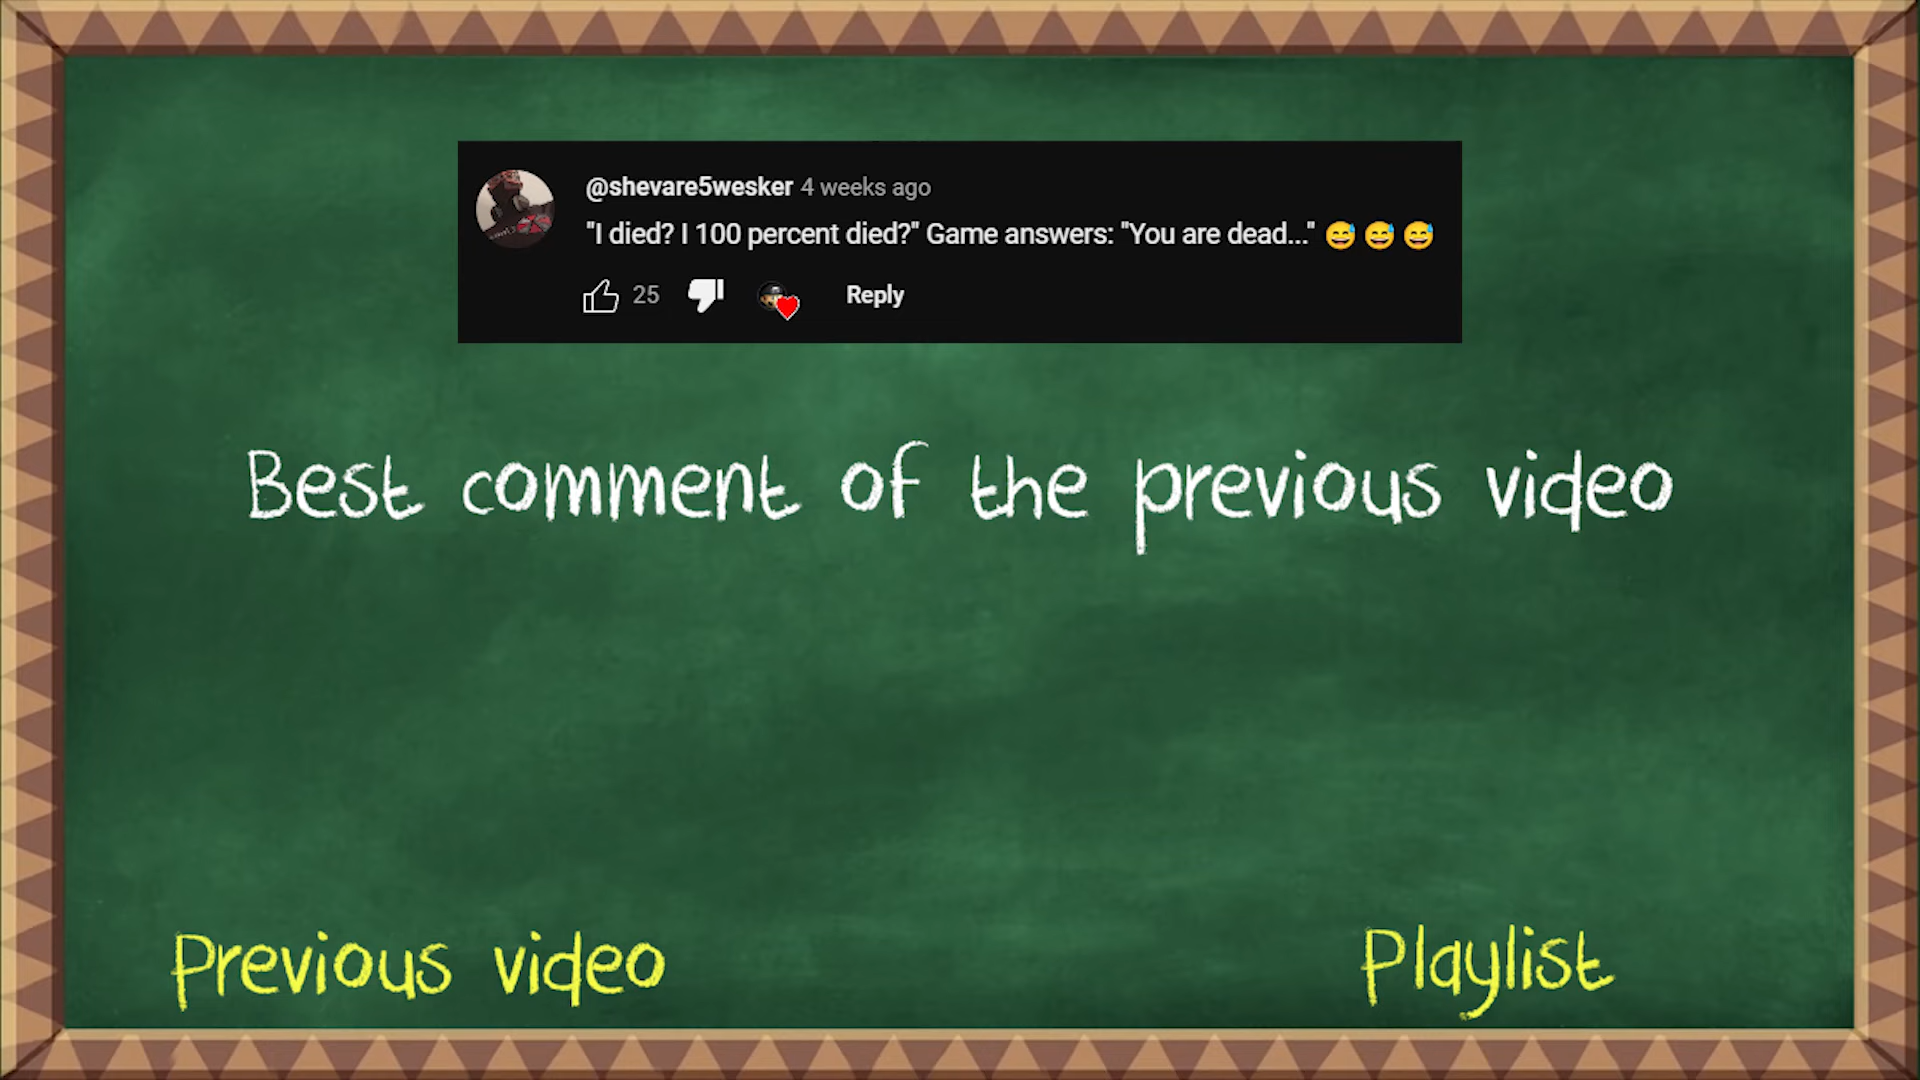 @shevare5wesker 4 weeks ago
"I died? I 100 percent died?" Game answers: "You are dead..." 😅 😅 😅
25 Reply
Best comment of the previous video
Previous video
Playlist